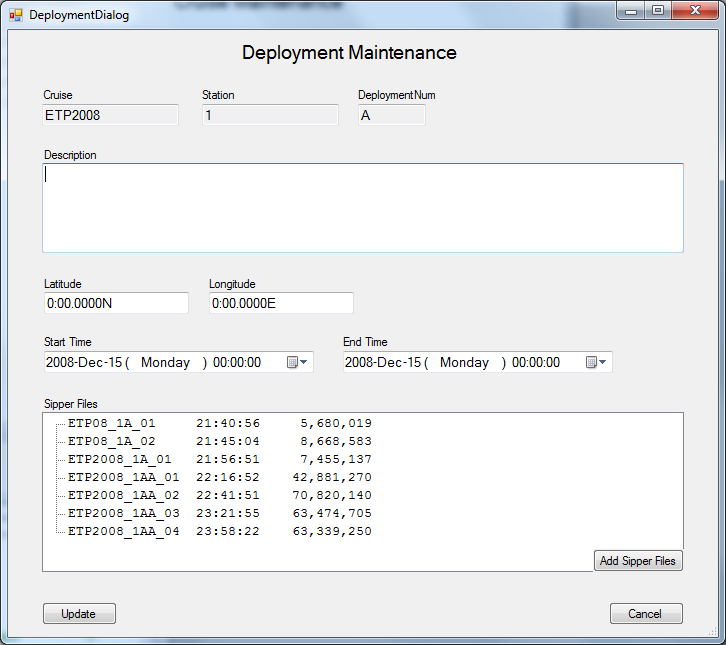 DeploymentDialog
Deployment Maintenance
Cruise Station DeploymentNum
ETP2008 1 A
Description
Latitude Longitude
0:00.0000N 0:00.0000E
Start Time End Time
2008-Dec-15 ( Monday ) 00:00:00 2008-Dec-15 ( Monday ) 00:00:00
Sipper Files
ETP08_1A_01 21:40:56 5,680,019
ETP08_1A_02 21:45:04 8,668,583
ETP2008_1A_01 21:56:51 7,455,137
ETP2008_1AA_01 22:16:52 42,881,270
ETP2008_1AA_02 22:41:51 70,820,140
ETP2008_1AA_03 23:21:55 63,474,705
ETP2008_1AA_04 23:58:22 63,339,250
Add Sipper Files
Update Cancel